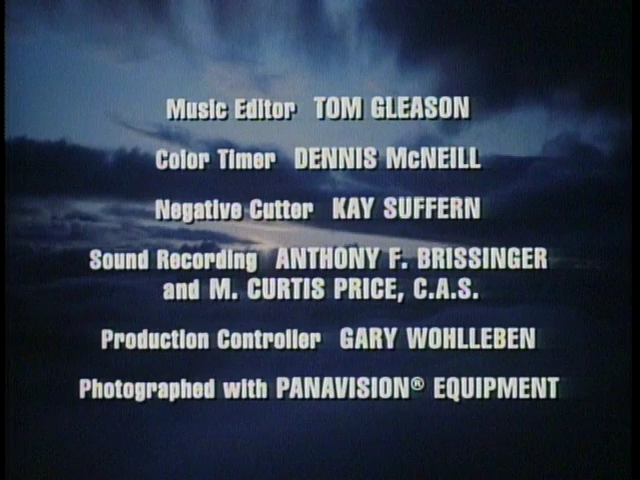 Music Editor TOM GLEASON
Color Timer DENNIS McNEILL
Negative Cutter KAY SUFFERN
Sound Recording ANTHONY F. BRISSINGER
and M. CURTIS PRICE, C.A.S.
Production Controller GARY WOHLLEBEN
Photographed with PANAVISION® EQUIPMENT